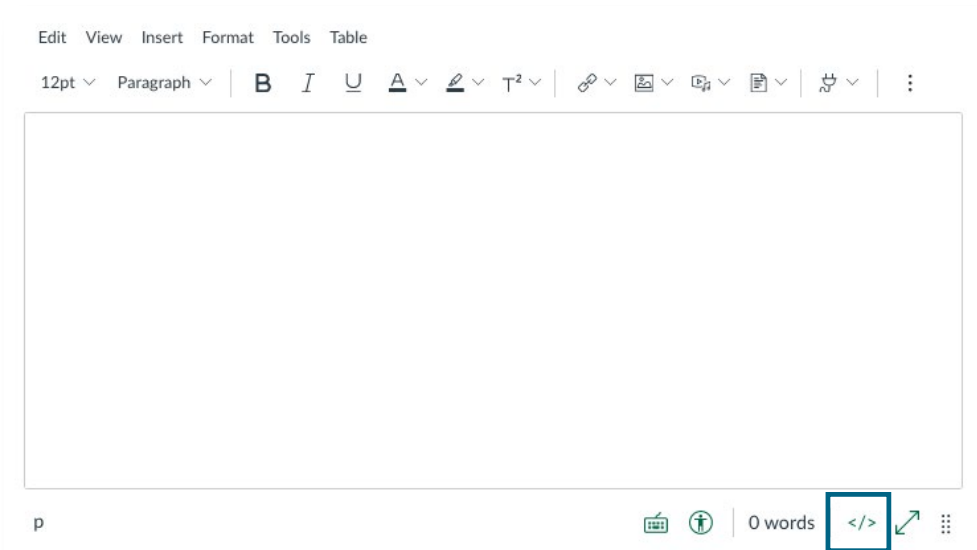 Edit View Insert Format Tools Table
12pt Paragraph B I U A T²
p 0 words </>